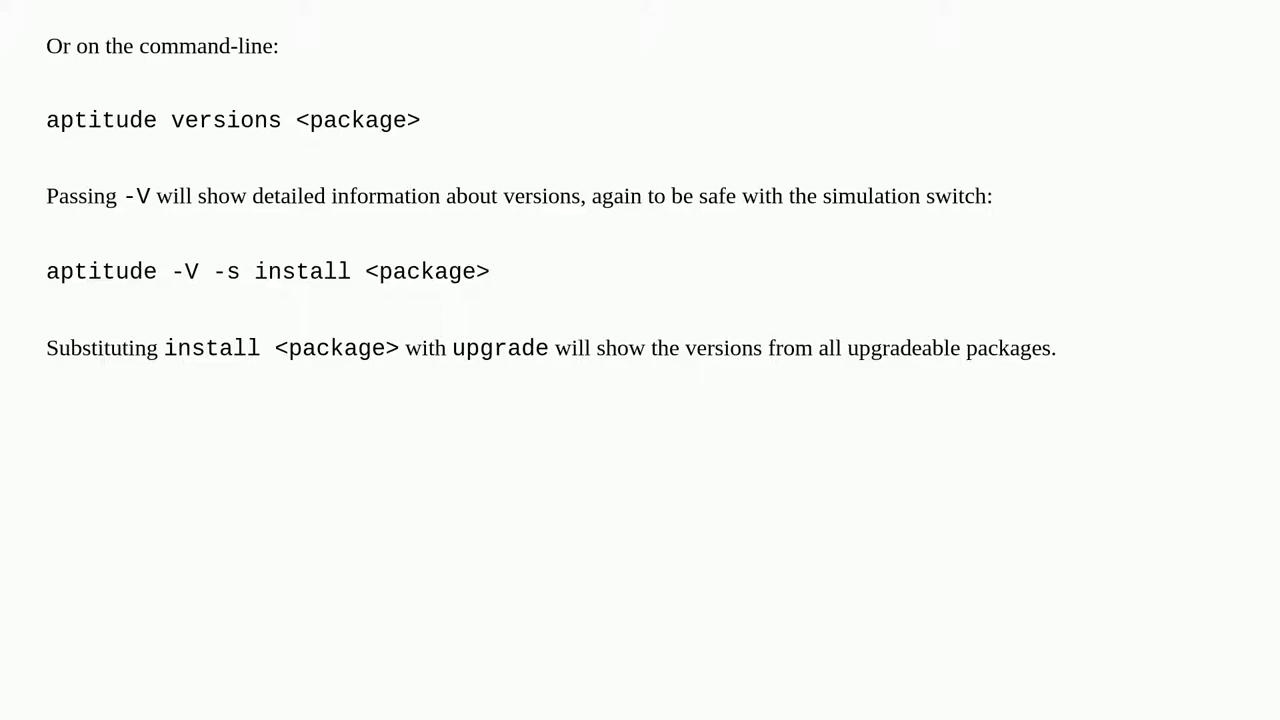 Or on the command-line:
aptitude versions <package>
Passing -V will show detailed information about versions, again to be safe with the simulation switch:
aptitude -V -s install <package>
Substituting install <package> with upgrade will show the versions from all upgradeable packages.